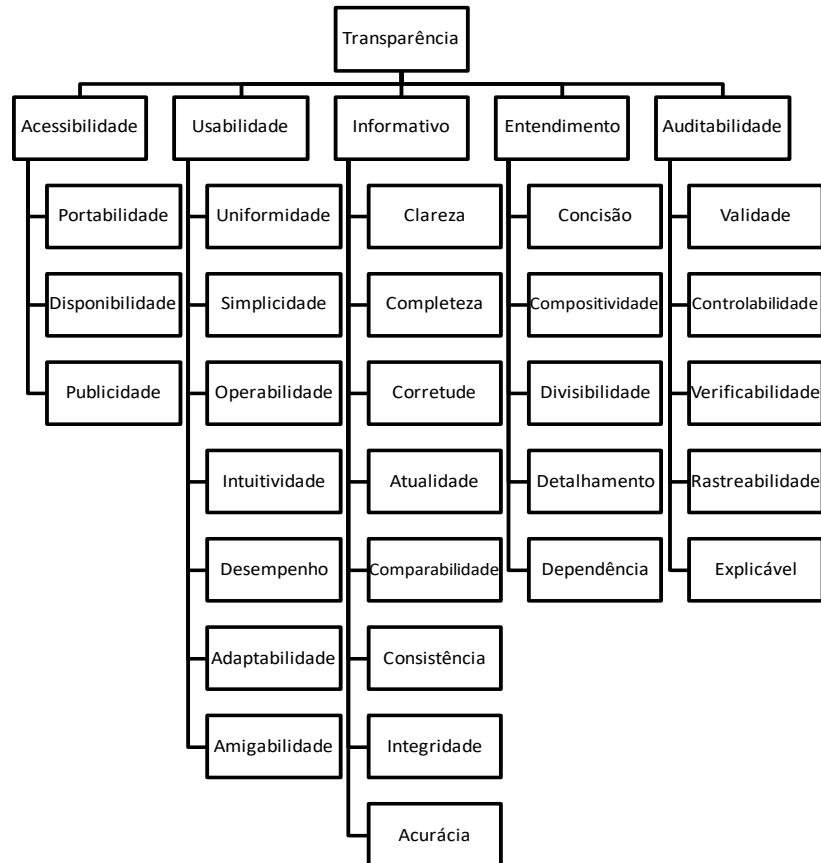 Transparência
Acessibilidade
Usabilidade
Informativo
Entendimento
Auditabilidade
Portabilidade
Disponibilidade
Publicidade
Uniformidade
Simplicidade
Operabilidade
Intuitividade
Desempenho
Adaptabilidade
Amigabilidade
Clareza
Completeza
Corretude
Atualidade
Comparabilidade
Consistência
Integridade
Acurácia
Concisão
Compositividade
Divisibilidade
Detalhamento
Dependência
Validade
Controlabilidade
Verificabilidade
Rastreabilidade
Explicável